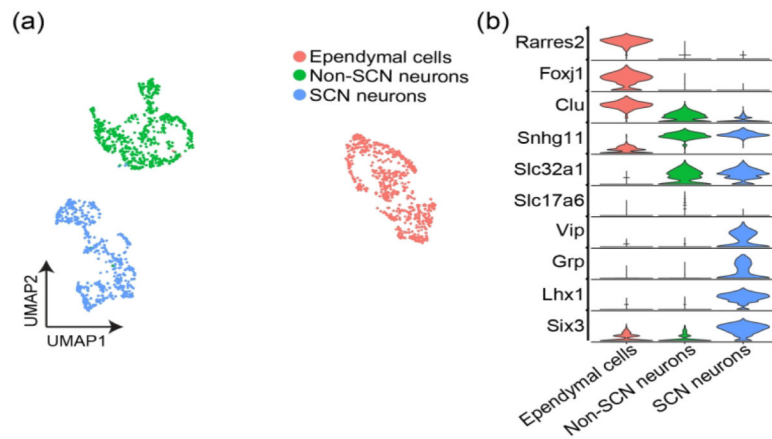 (a)
Ependymal cells
Non-SCN neurons
SCN neurons
UMAP2
UMAP1
(b)
Rarres2
Foxj1
Clu
Snhg11
Slc32a1
Slc17a6
Vip
Grp
Lhx1
Six3
Ependymal cells
Non-SCN neurons
SCN neurons